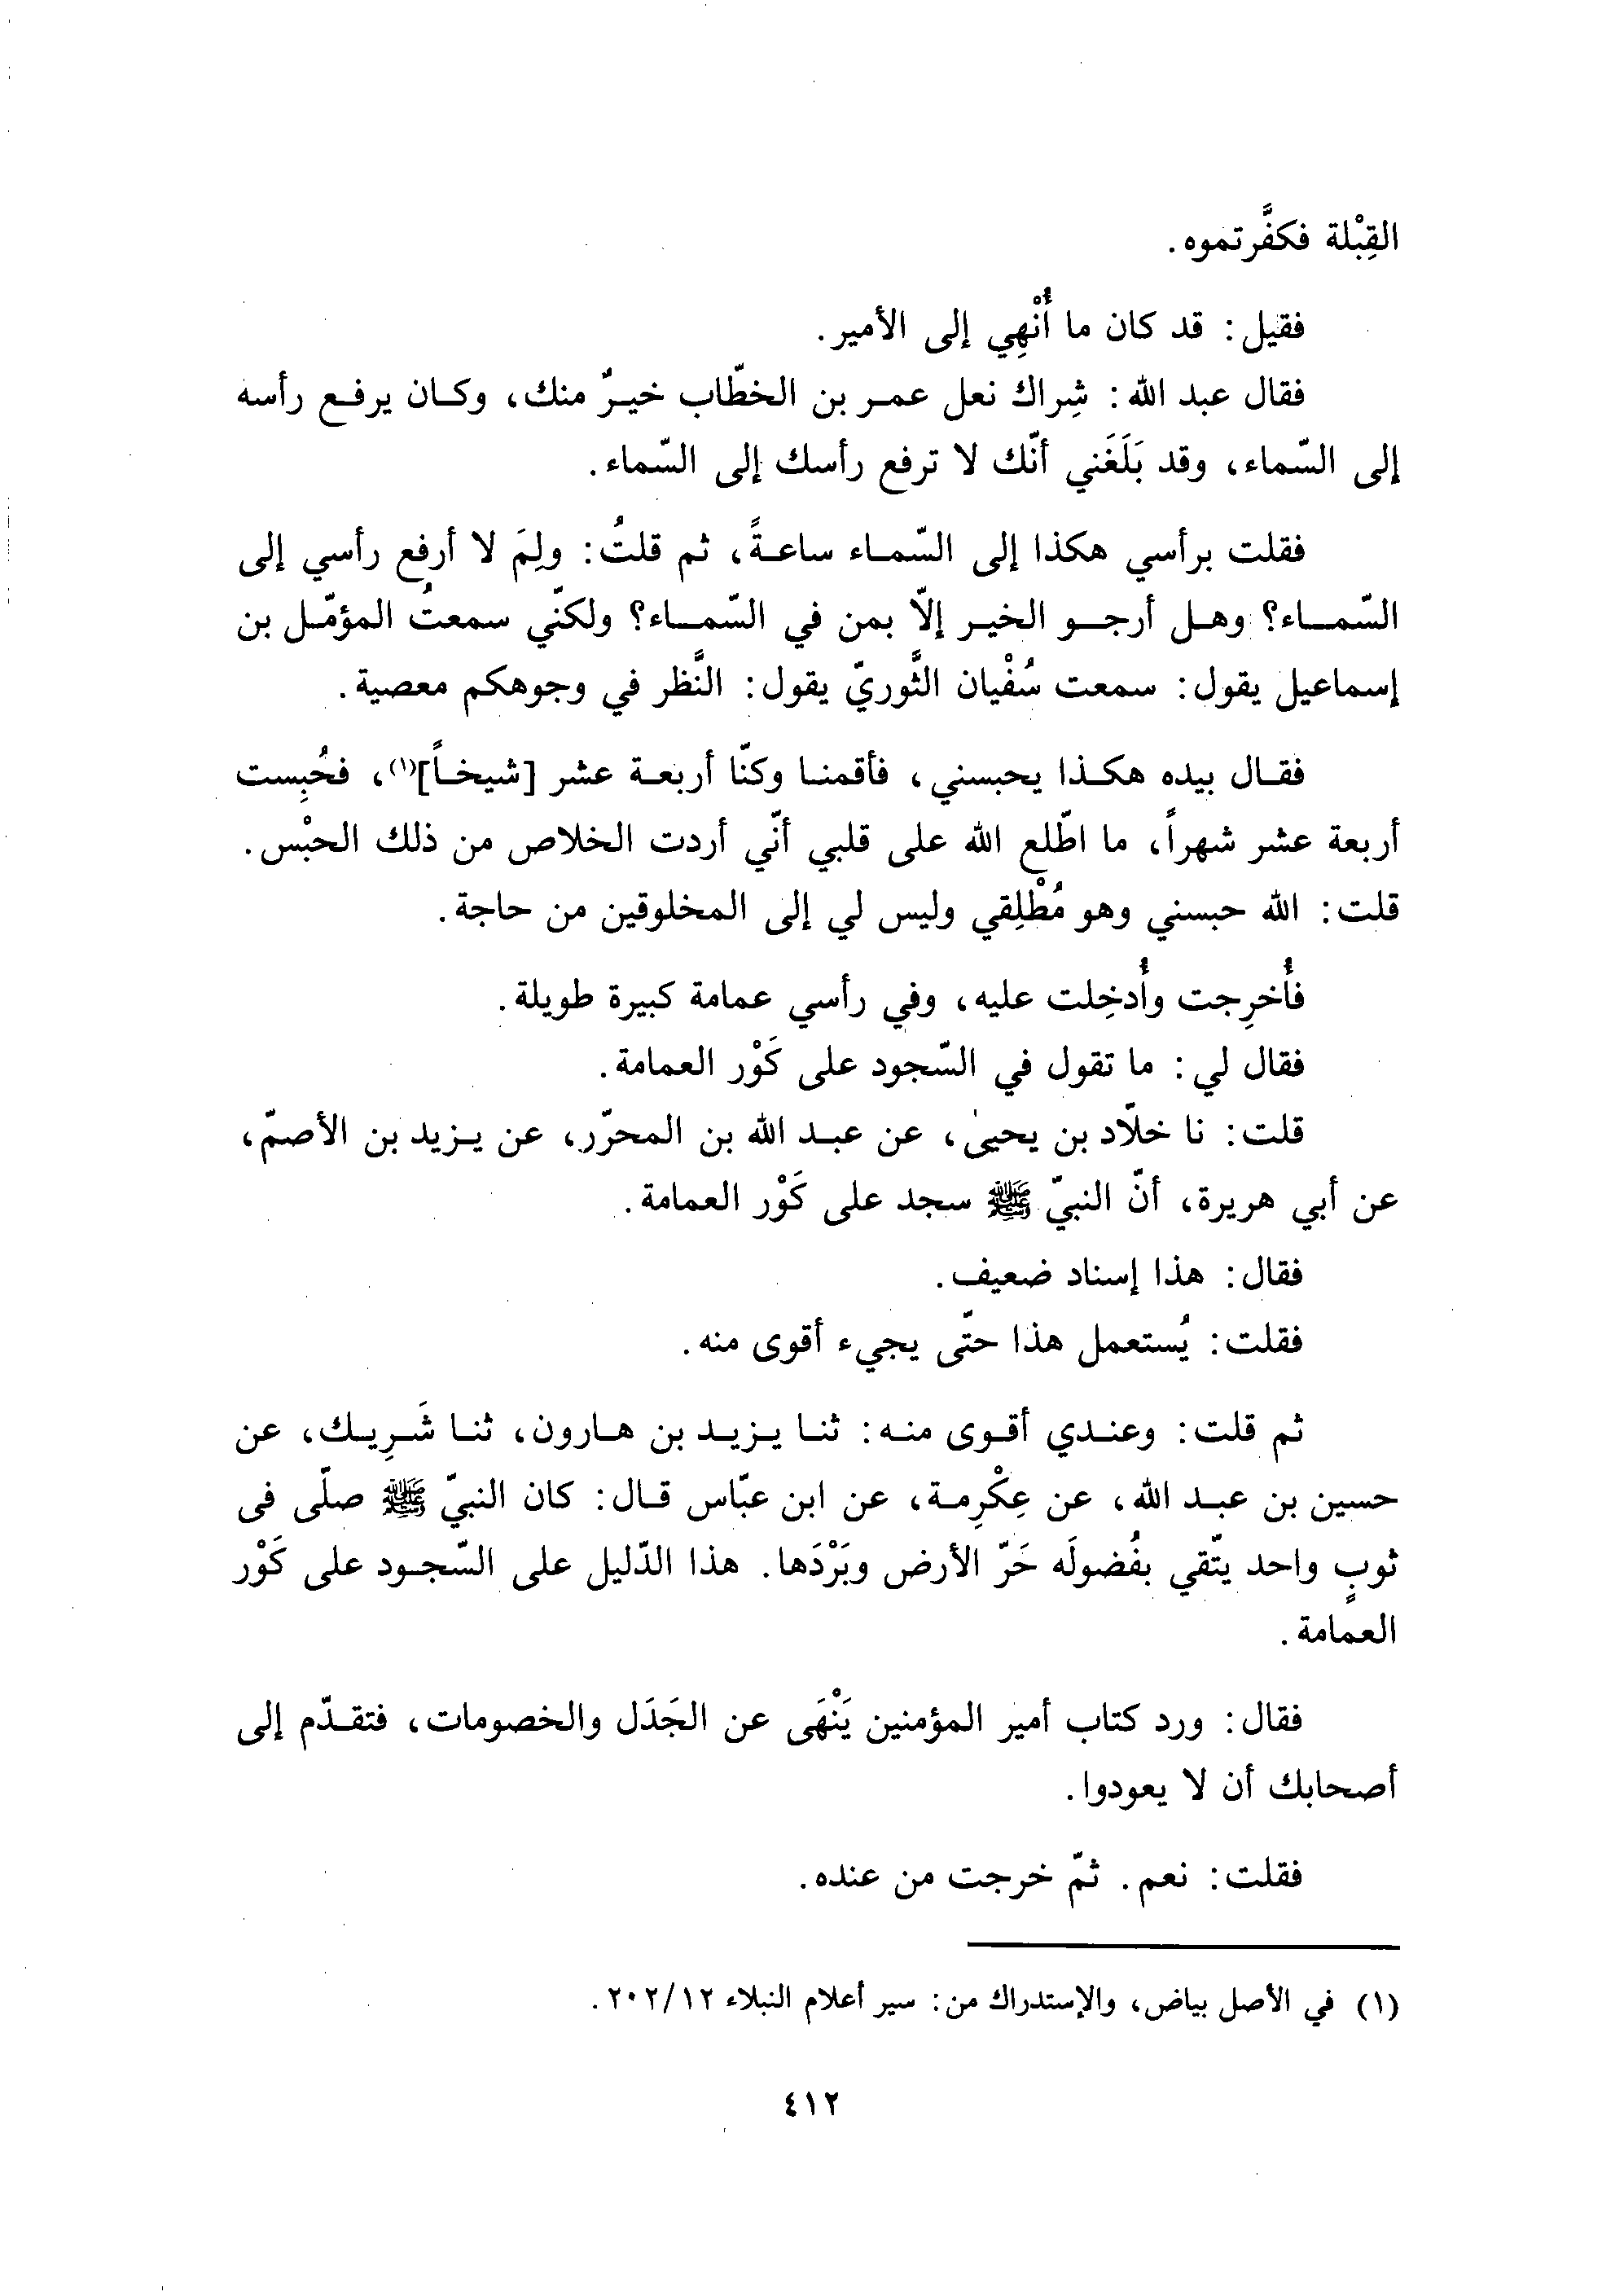 القِبْلة فكفَّرتموه.
فقيل: قد كان ما أُنْهِي إلى الأمير.
فقال عبد الله: شِراك نعل عمر بن الخطّاب خيرٌ منك، وكان يرفع رأسه
إلى السّماء، وقد بَلَغَني أنّك لا ترفع رأسك إلى السّماء.
فقلت برأسي هكذا إلى السّماء ساعةً، ثم قلتُ: ولِمَ لا أرفع رأسي إلى
السّماء؟ وهل أرجو الخير إلّا بمن في السّماء؟ ولكنّي سمعتُ المؤمّل بن
إسماعيل يقول: سمعت سُفْيان الثَّوريّ يقول: النَّظر في وجوهكم معصية.
فقال بيده هكذا يحبسني، فأقمنا وكنّا أربعة عشر [شيخاً]<sup>(١)</sup>، فحُبِست
أربعة عشر شهراً، ما اطّلع الله على قلبي أنّي أردت الخلاص من ذلك الحبْس.
قلت: الله حبسني وهو مُطْلِقي وليس لي إلى المخلوقين من حاجة.
فأُخرِجت وأُدخِلت عليه، وفي رأسي عمامة كبيرة طويلة.
فقال لي: ما تقول في السّجود على كَوْر العمامة.
قلت: نا خلّاد بن يحيىٰ، عن عبد الله بن المحرّر، عن يزيد بن الأصمّ،
عن أبي هريرة، أنّ النبيّ ﷺ سجد على كَوْر العمامة.
فقال: هذا إسناد ضعيف.
فقلت: يُستعمل هذا حتّى يجيء أقوى منه.
ثم قلت: وعندي أقوى منه: ثنا يزيد بن هارون، ثنا شَرِيك، عن
حسين بن عبد الله، عن عِكْرِمة، عن ابن عبّاس قال: كان النبيّ ﷺ صلّى فى
ثوبٍ واحد يتّقي بفُضولَه حَرّ الأرض وبَرْدَها. هذا الدّليل على السّجود على كَوْر
العمامة.
فقال: ورد كتاب أمير المؤمنين يَنْهَى عن الجَدَل والخصومات، فتقدّم إلى
أصحابك أن لا يعودوا.
فقلت: نعم. ثمّ خرجت من عنده.
(١) في الأصل بياض، والإستدراك من: سير أعلام النبلاء ٢٠٢/١٢.
٤١٢